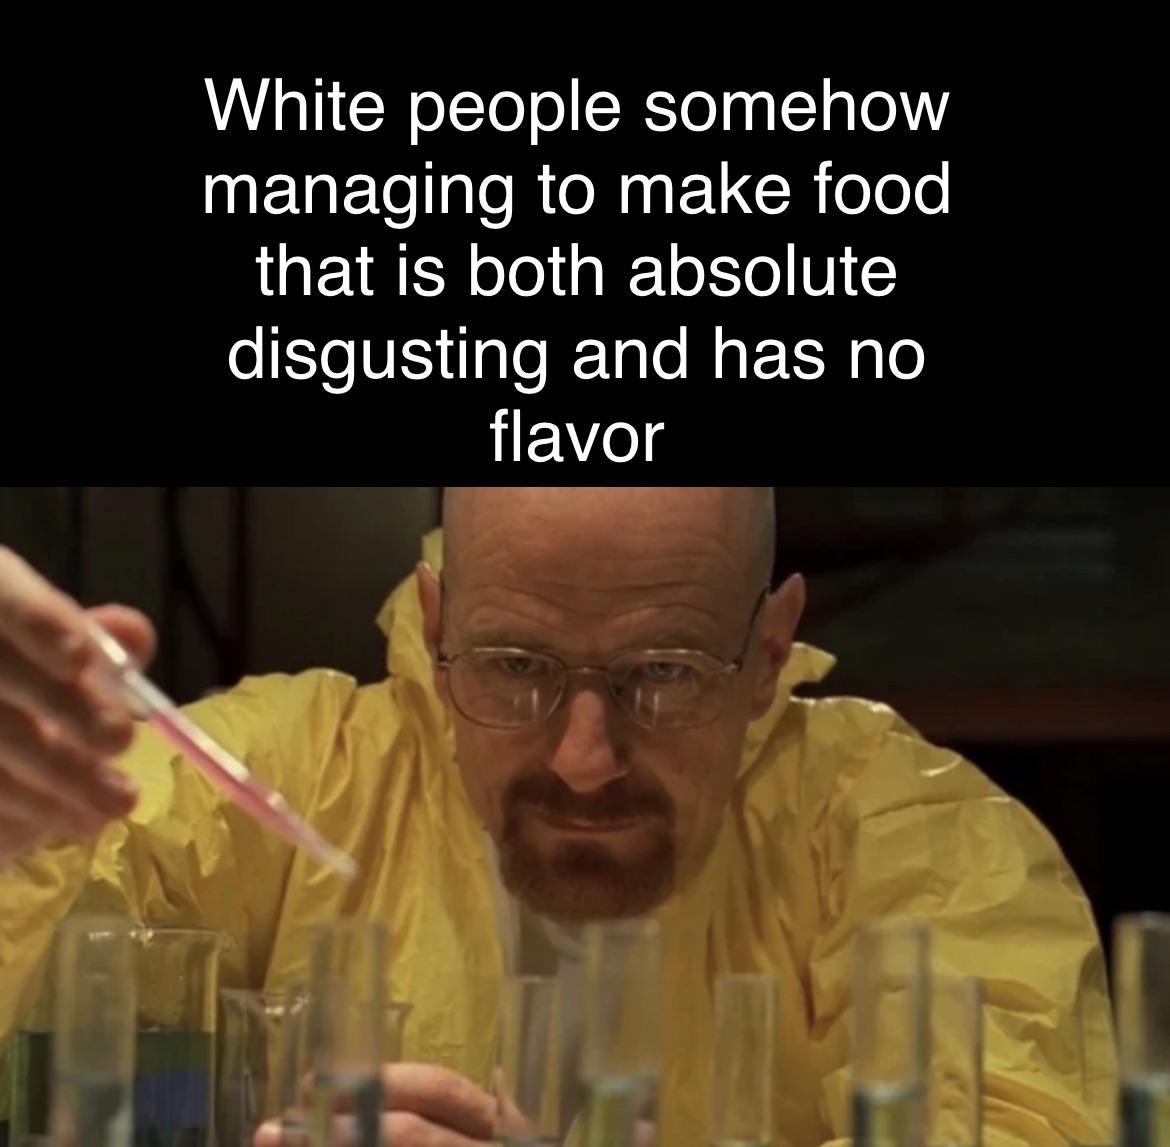 White people somehow
managing to make food
that is both absolute
disgusting and has no
flavor